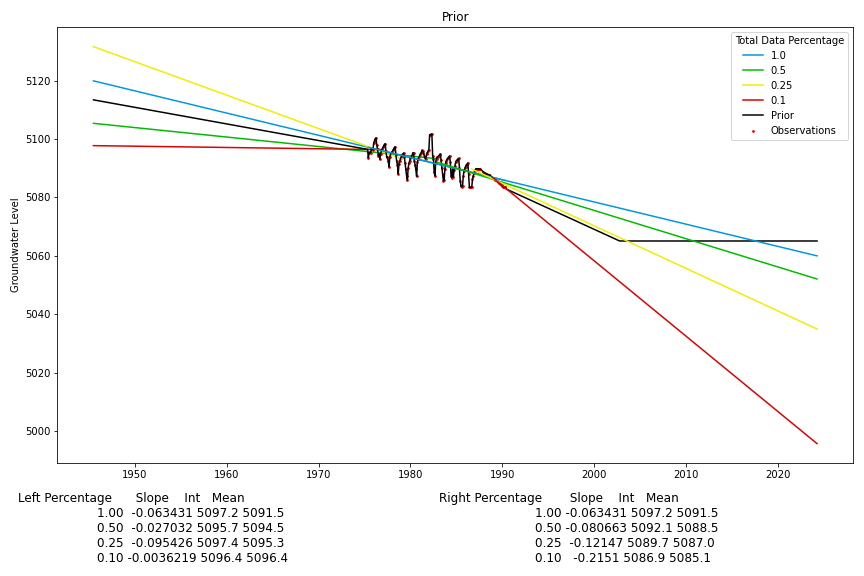 Prior
Total Data Percentage
1.0
0.5
0.25
0.1
Prior
Observations
Groundwater Level
5120
5100
5080
5060
5040
5020
5000
1950 1960 1970 1980 1990 2000 2010 2020
Left Percentage Slope Int Mean
1.00 -0.063431 5097.2 5091.5
0.50 -0.027032 5095.7 5094.5
0.25 -0.095426 5097.4 5095.3
0.10 -0.0036219 5096.4 5096.4
Right Percentage Slope Int Mean
1.00 -0.063431 5097.2 5091.5
0.50 -0.080663 5092.1 5088.5
0.25 -0.12147 5089.7 5087.0
0.10 -0.2151 5086.9 5085.1